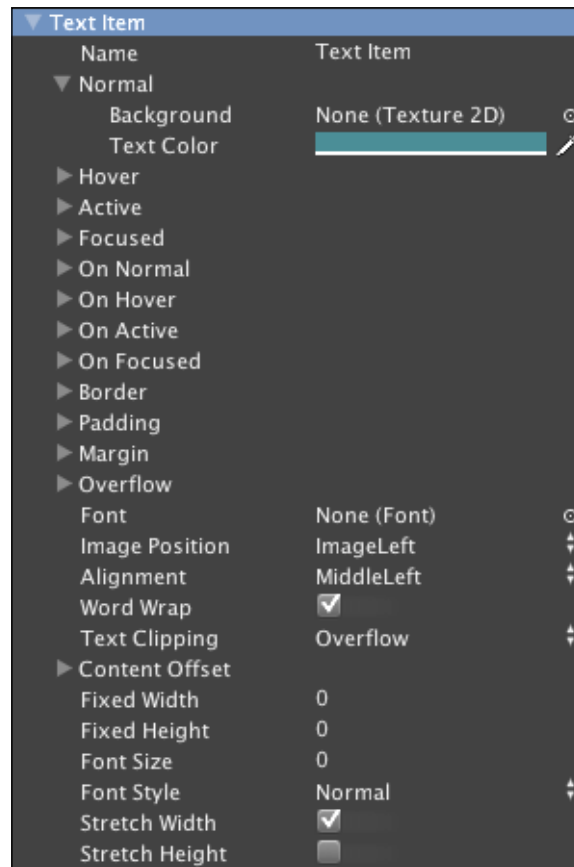 Text Item
Name Text Item
Normal
Background None (Texture 2D)
Text Color
Hover
Active
Focused
On Normal
On Hover
On Active
On Focused
Border
Padding
Margin
Overflow
Font None (Font)
Image Position ImageLeft
Alignment MiddleLeft
Word Wrap
Text Clipping Overflow
Content Offset
Fixed Width 0
Fixed Height 0
Font Size 0
Font Style Normal
Stretch Width
Stretch Height